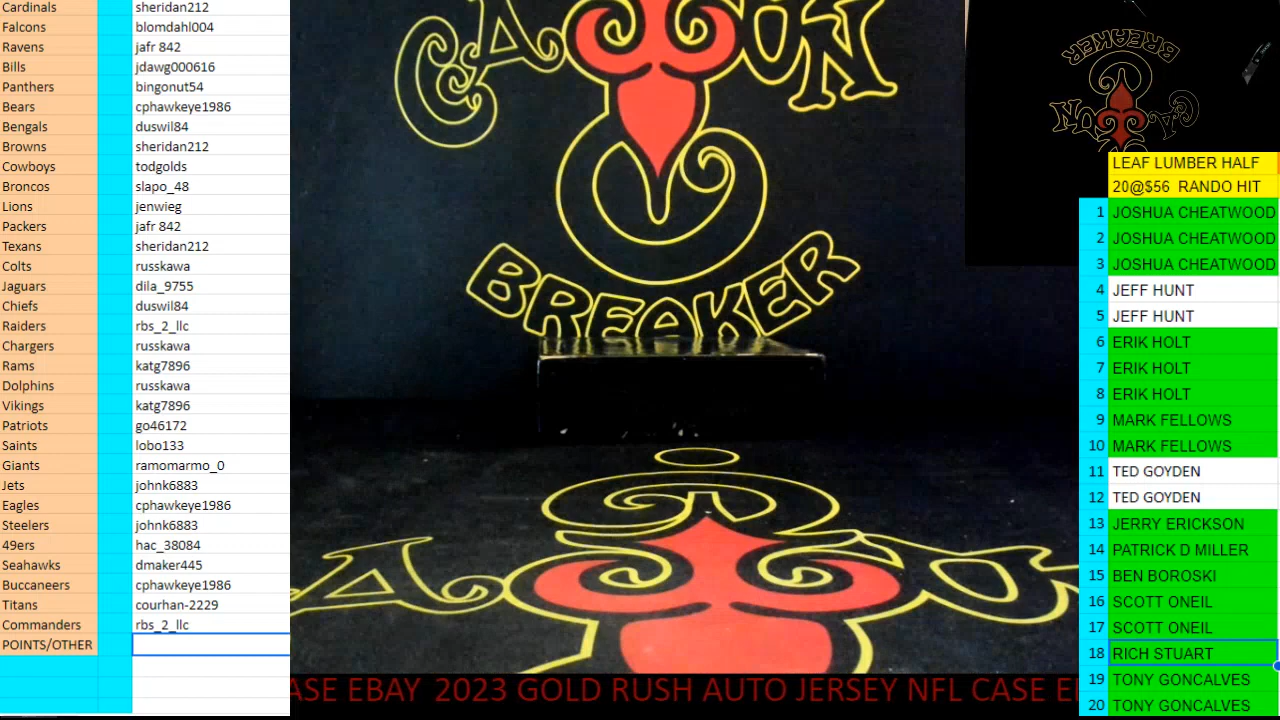 Cardinals sheridan212
Falcons blomdahl004
Ravens jafr 842
Bills jdawg000616
Panthers bingonut54
Bears cphawkeye1986
Bengals duswil84
Browns sheridan212
Cowboys todgolds
Broncos slapo_48
Lions jenwieg
Packers jafr 842
Texans sheridan212
Colts russkawa
Jaguars dila_9755
Chiefs duswil84
Raiders rbs_2_llc
Chargers russkawa
Rams katg7896
Dolphins russkawa
Vikings katg7896
Patriots go46172
Saints lobo133
Giants ramomarmo_0
Jets johnk6883
Eagles cphawkeye1986
Steelers johnk6883
49ers hac_38084
Seahawks dmaker445
Buccaneers cphawkeye1986
Titans courhan-2229
Commanders rbs_2_llc
POINTS/OTHER
BREAKER
BREAKER
LEAF LUMBER HALF
20@$56 RANDO HIT
1 JOSHUA CHEATWOOD
2 JOSHUA CHEATWOOD
3 JOSHUA CHEATWOOD
4 JEFF HUNT
5 JEFF HUNT
6 ERIK HOLT
7 ERIK HOLT
8 ERIK HOLT
9 MARK FELLOWS
10 MARK FELLOWS
11 TED GOYDEN
12 TED GOYDEN
13 JERRY ERICKSON
14 PATRICK D MILLER
15 BEN BOROSKI
16 SCOTT ONEIL
17 SCOTT ONEIL
18 RICH STUART
19 TONY GONCALVES
20 TONY GONCALVES
ASE EBAY 2023 GOLD RUSH AUTO JERSEY NFL CASE E